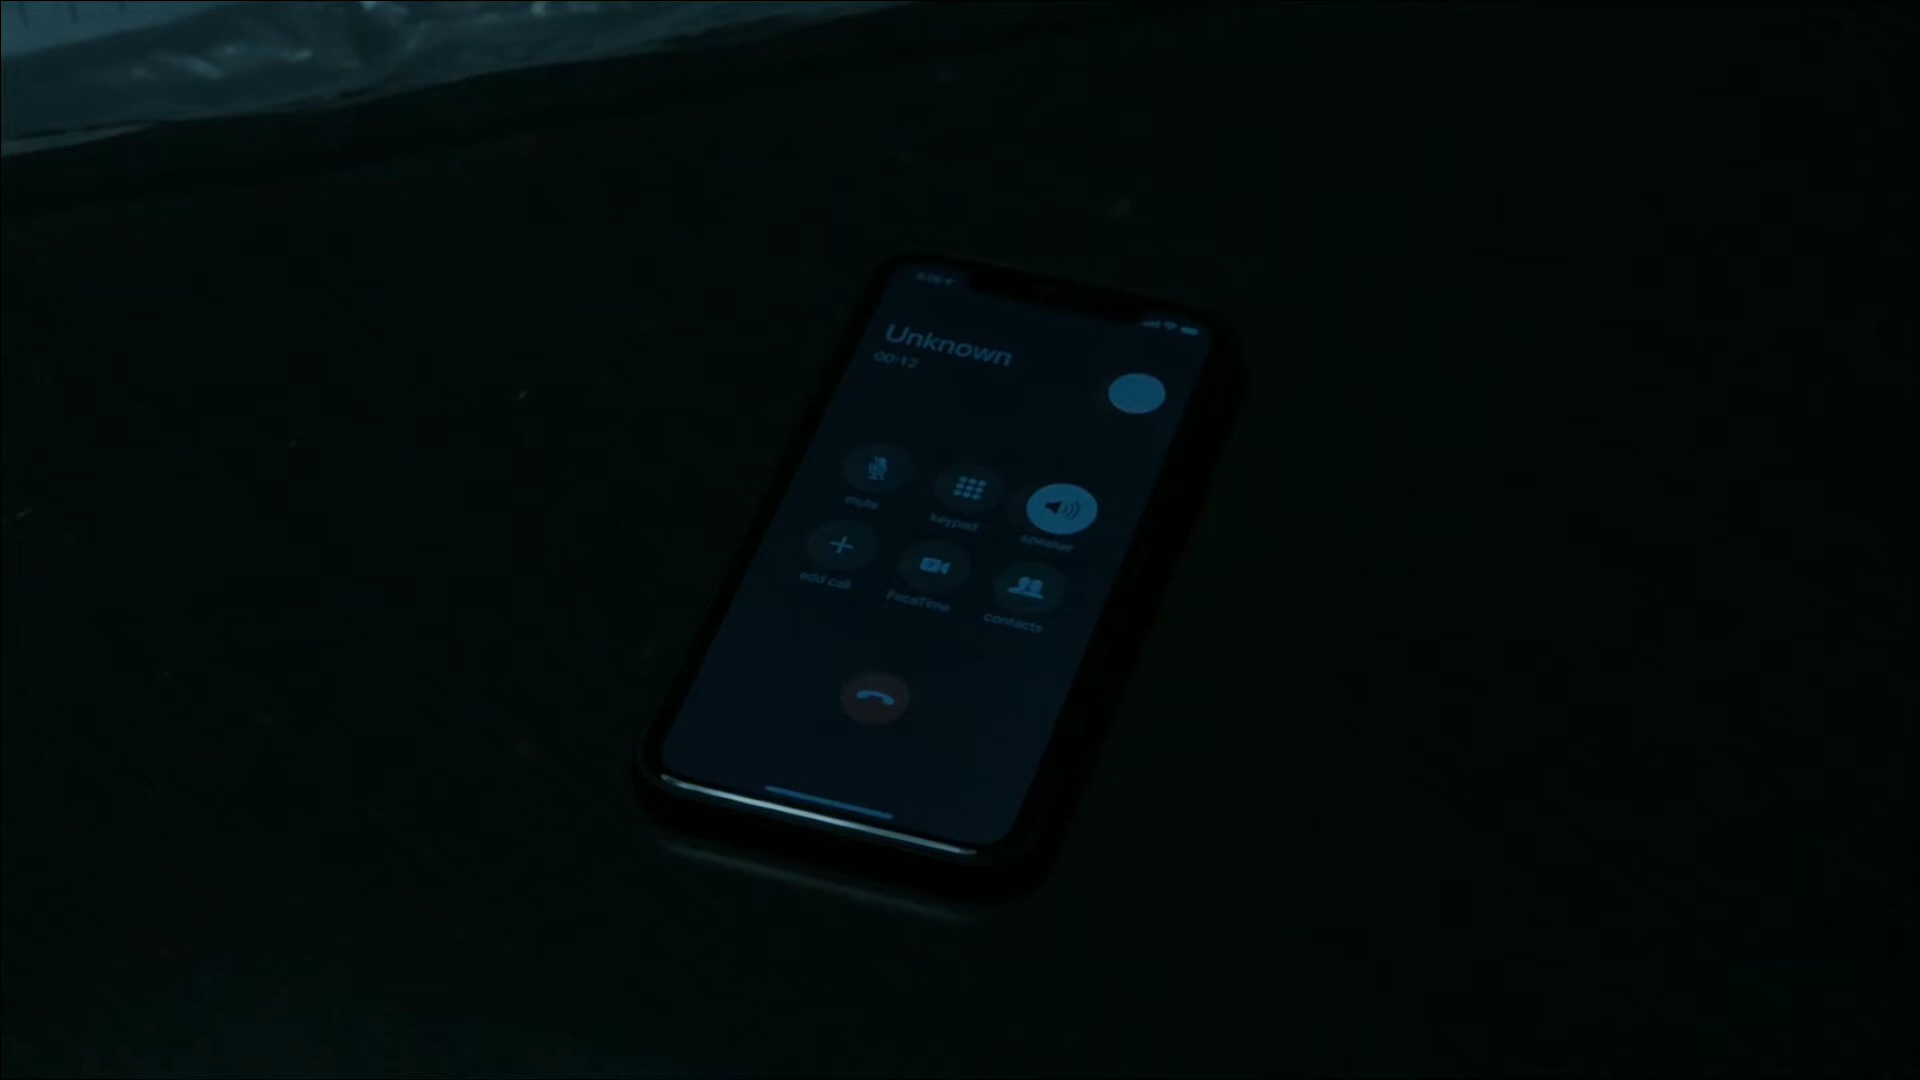 Unknown
00:12
mute
keypad
speaker
add call
FaceTime
contacts